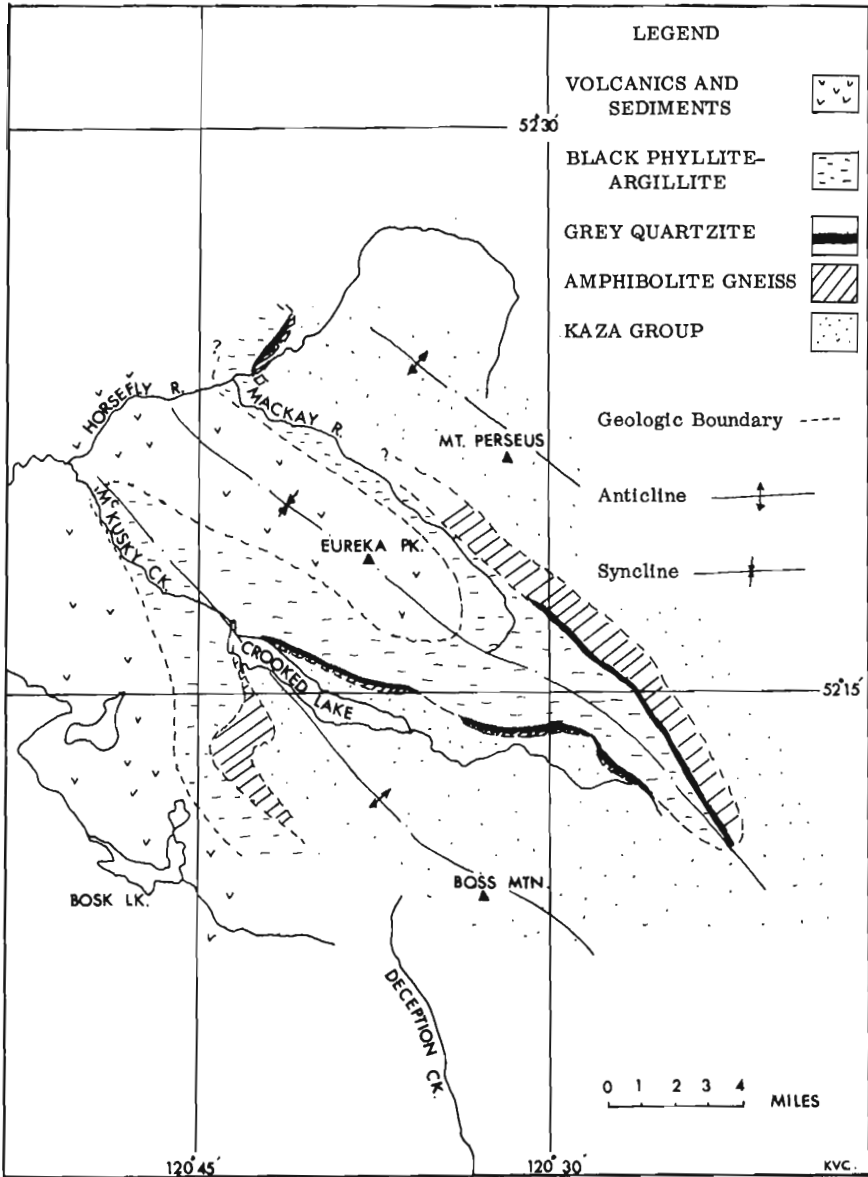 LEGEND
VOLCANICS AND
SEDIMENTS
52° 30'
BLACK PHYLLITE-
ARGILLITE
GREY QUARTZITE
AMPHIBOLITE GNEISS
KAZA GROUP
?
HORSEFLY R.
MACKAY R.
Geologic Boundary
MT. PERSEUS
?
Anticline
McKUSKY CK.
EUREKA PK.
Syncline
?
CROOKED LAKE
52° 15'
BOSK LK.
BOSS MTN.
DECEPTION CK.
0 1 2 3 4
MILES
120° 45'
120° 30'
KVC.